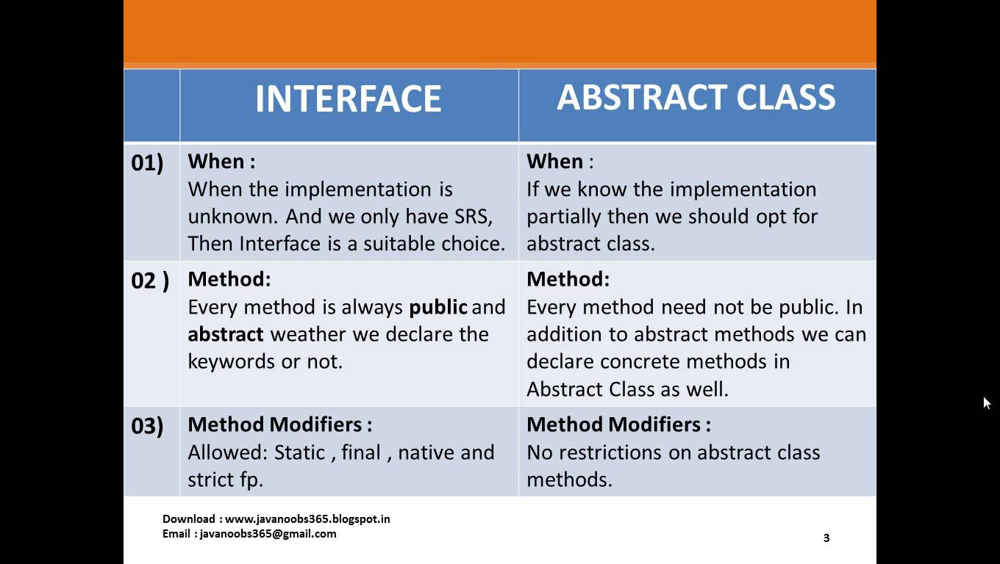 INTERFACE
ABSTRACT CLASS
01)
When :
When the implementation is
unknown. And we only have SRS,
Then Interface is a suitable choice.
When :
If we know the implementation
partially then we should opt for
abstract class.
02 )
Method:
Every method is always public and
abstract weather we declare the
keywords or not.
Method:
Every method need not be public. In
addition to abstract methods we can
declare concrete methods in
Abstract Class as well.
03)
Method Modifiers :
Allowed: Static , final , native and
strict fp.
Method Modifiers :
No restrictions on abstract class
methods.
Download : www.javanoobs365.blogspot.in
Email : javanoobs365@gmail.com
3